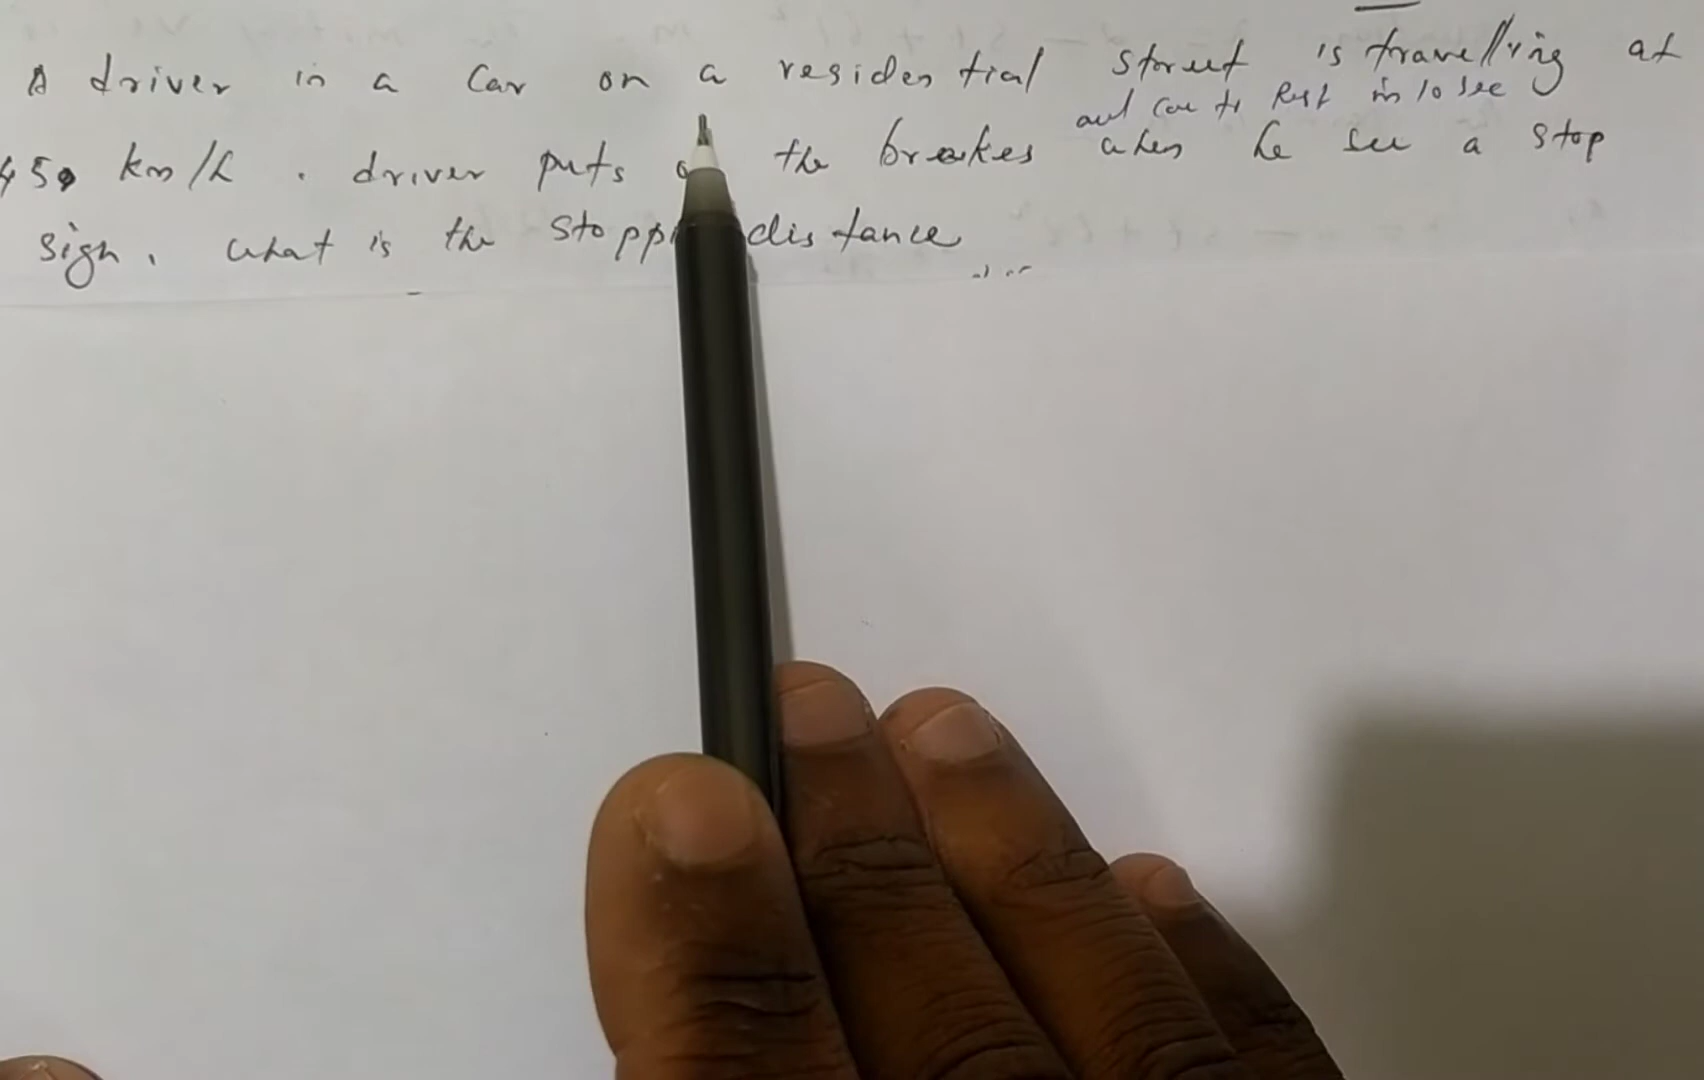 A driver in a car on a residential street is travelling at
and come to Rest in 10 sec
45 km/h . driver puts the breakes when he see a stop
sign, what is the distance